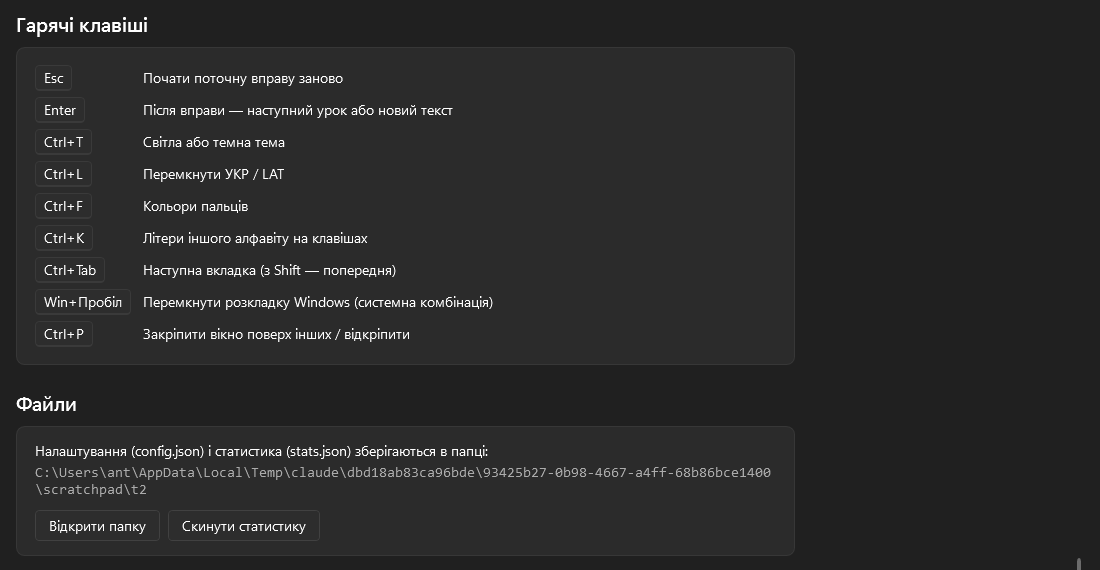 Гарячі клавіші
Esc Почати поточну вправу заново
Enter Після вправи — наступний урок або новий текст
Ctrl+T Світла або темна тема
Ctrl+L Перемкнути УКР / LAT
Ctrl+F Кольори пальців
Ctrl+K Літери іншого алфавіту на клавішах
Ctrl+Tab Наступна вкладка (з Shift — попередня)
Win+Пробіл Перемкнути розкладку Windows (системна комбінація)
Ctrl+P Закріпити вікно поверх інших / відкріпити
Файли
Налаштування (config.json) і статистика (stats.json) зберігаються в папці:
C:\Users\ant\AppData\Local\Temp\claude\dbd18ab83ca96bde\93425b27-0b98-4667-a4ff-68b86bce1400
\scratchpad\t2
Відкрити папку Скинути статистику